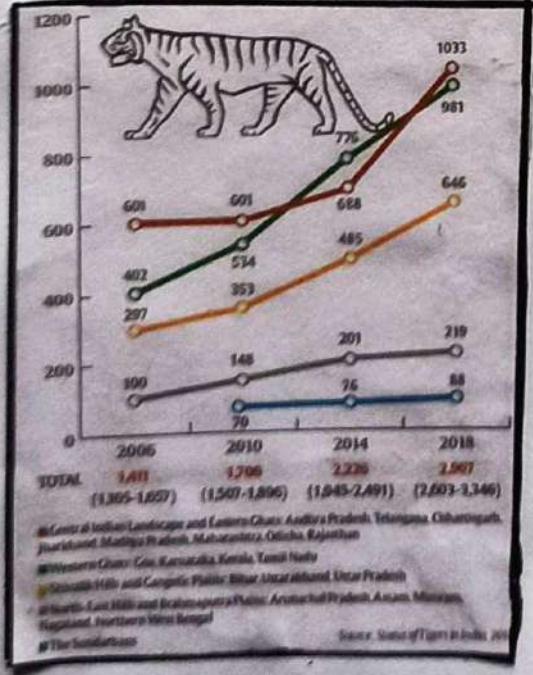 1200
1033
1000
981
776
800
646
601 601 688
600
485
534
402
400 353
297
219
201
200 148
100
76 88
70
0
2006 2010 2014 2018
TOTAL 1,411 1,706 2,226 2,967
(1,165-1,657) (1,507-1,896) (1,945-2,491) (2,603-3,346)
Central Indian Landscape and Eastern Ghats: Andhra Pradesh, Telangana, Chhattisgarh,
Jharkhand, Madhya Pradesh, Maharashtra, Odisha, Rajasthan
Western Ghats: Goa, Karnataka, Kerala, Tamil Nadu
Shivalik Hills and Gangetic Plains: Bihar, Uttarakhand, Uttar Pradesh
North-East Hills and Brahmaputra Plains: Arunachal Pradesh, Assam, Mizoram,
Nagaland, Northern West Bengal
The Sundarbans
Source: Status of Tigers in India,